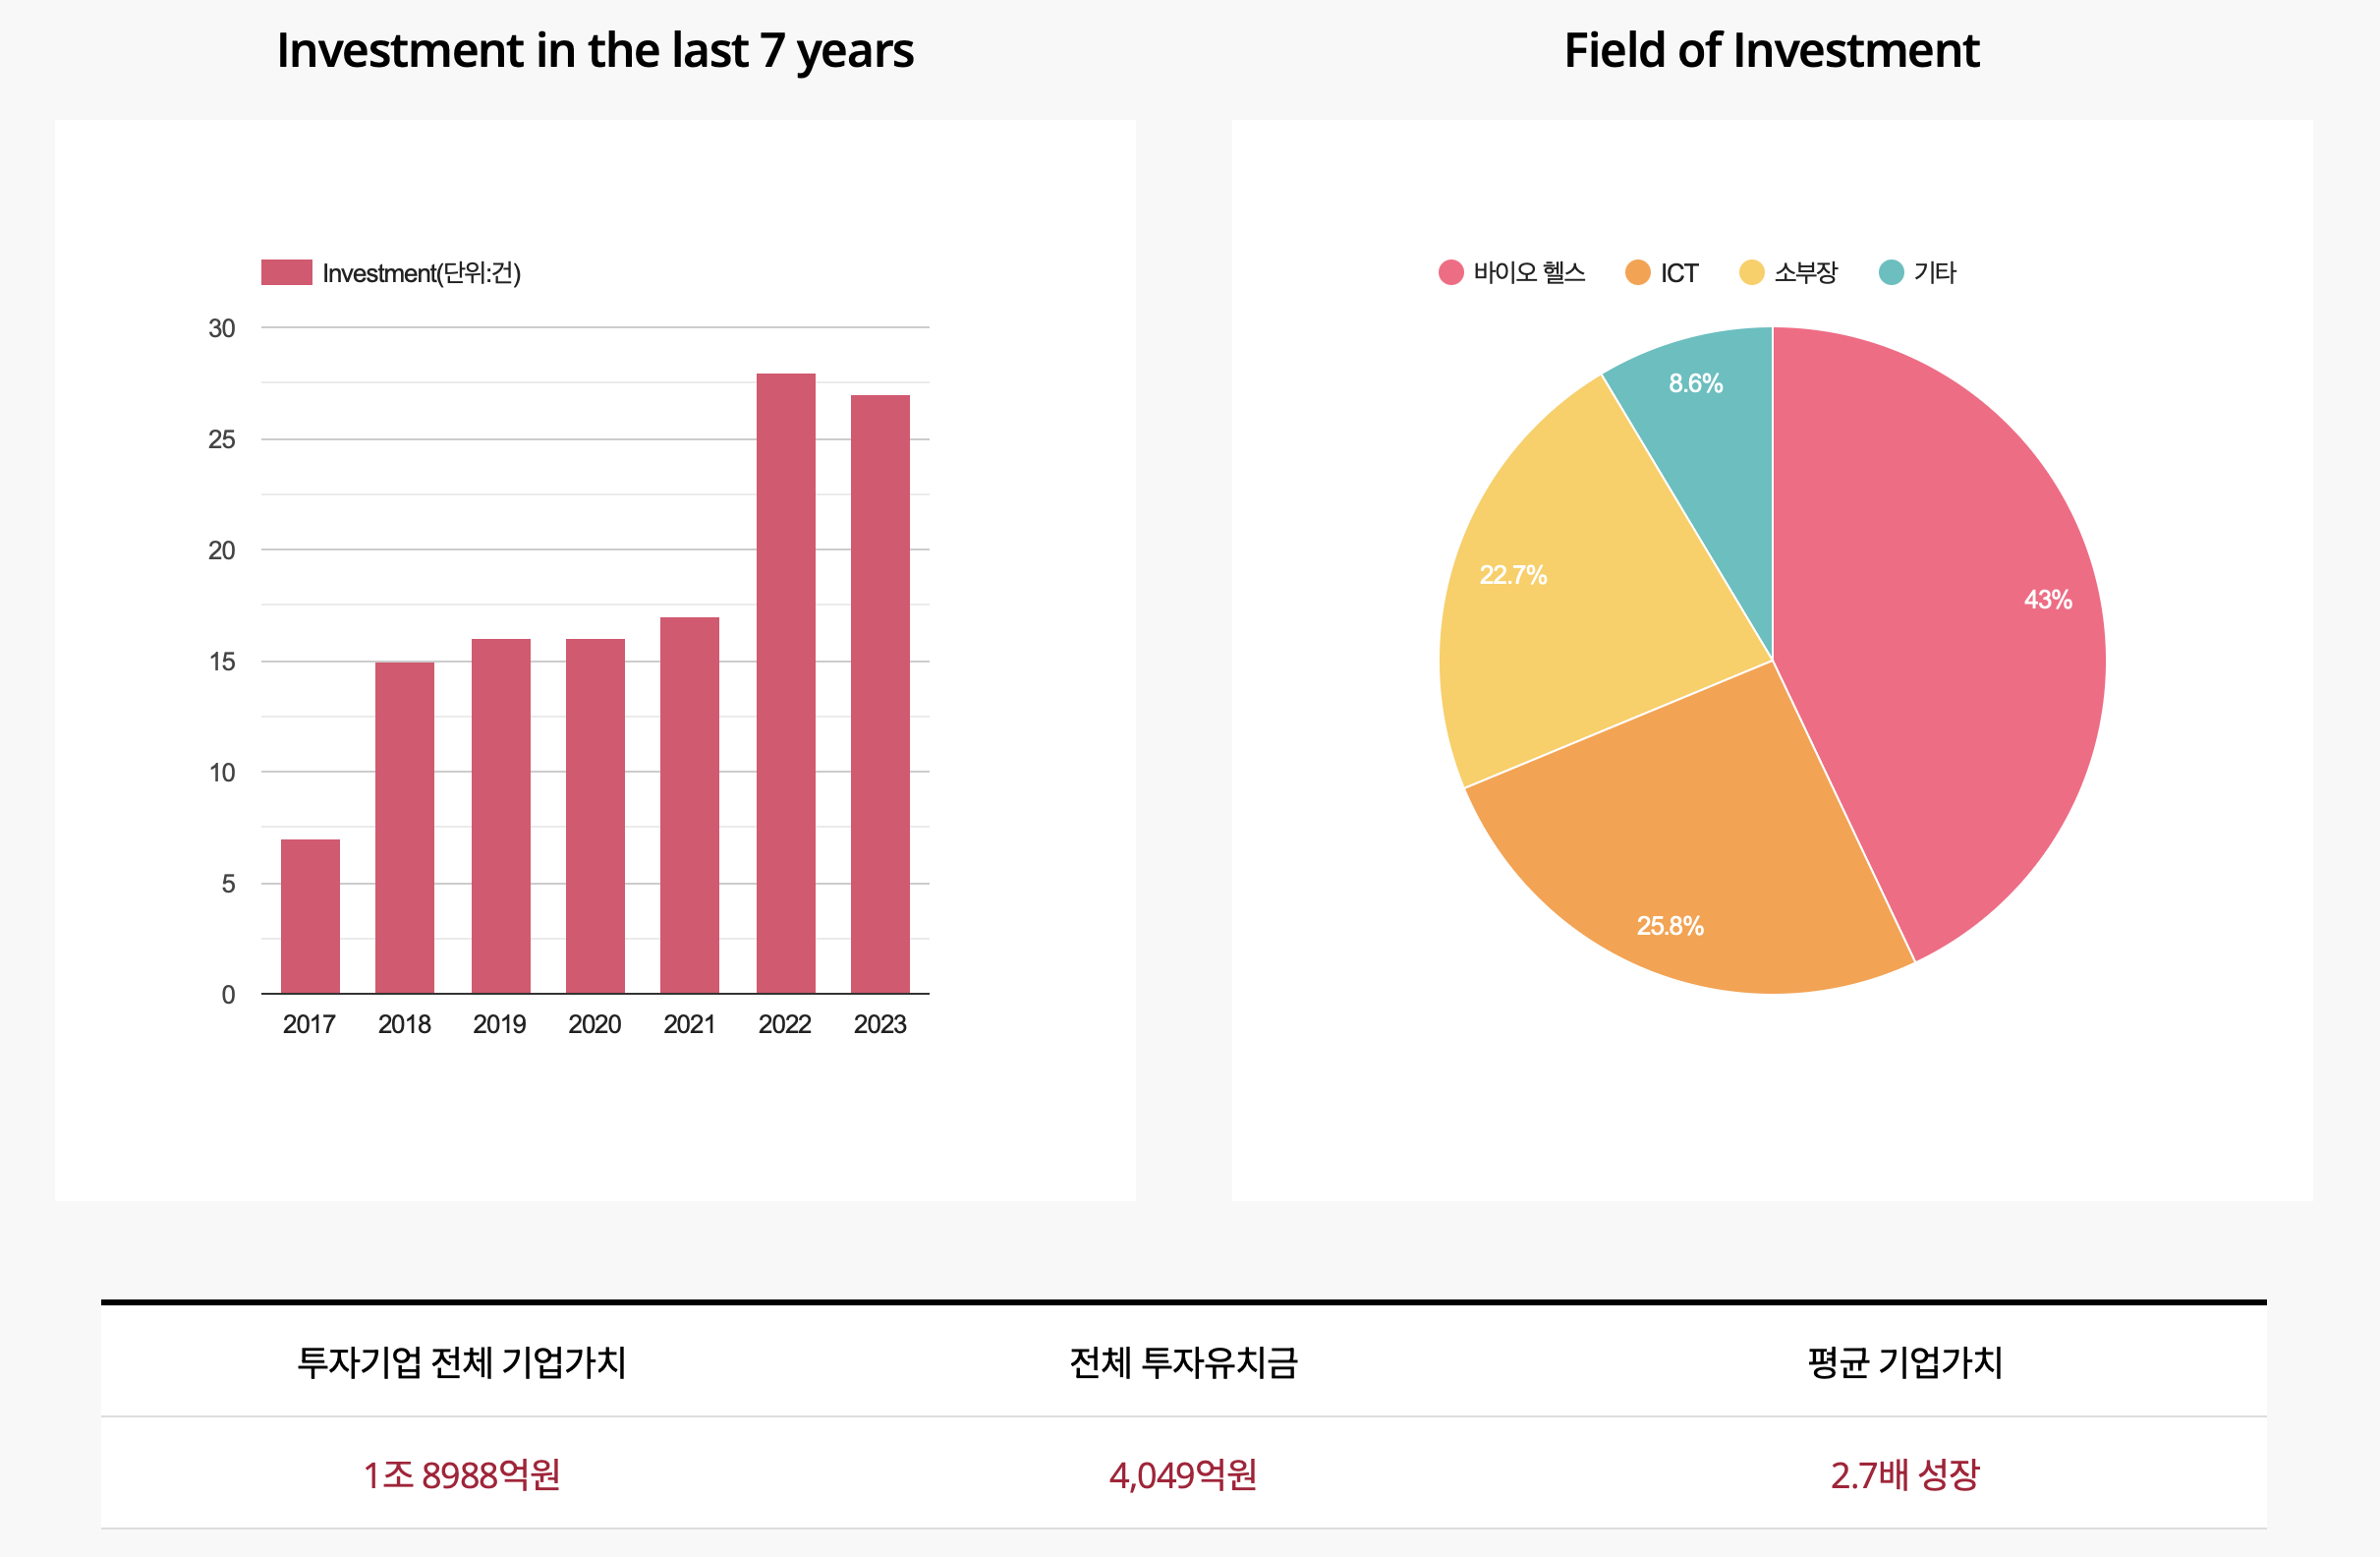 Investment in the last 7 years
Investment(단위:건)
30
25
20
15
10
5
0
2017 2018 2019 2020 2021 2022 2023
Field of Investment
바이오 헬스 ICT 소부장 기타
8.6%
22.7%
43%
25.8%
투자기업 전체 기업가치 전체 투자유치금 평균 기업가치
1조 8988억원 4,049억원 2.7배 성장